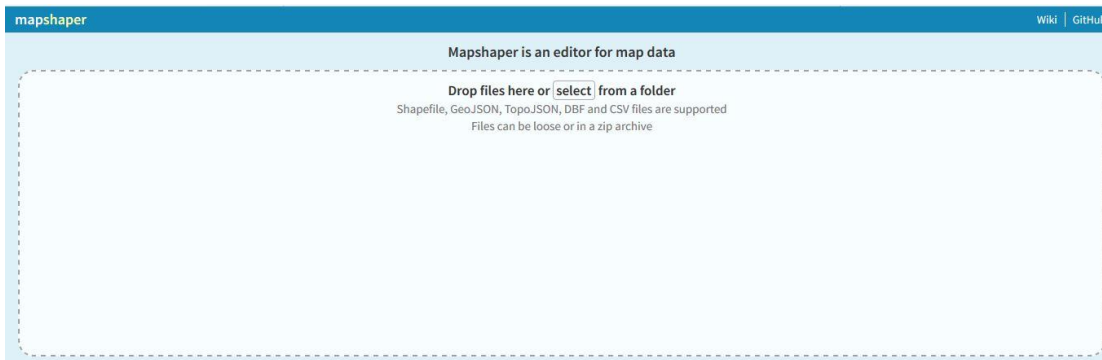 mapshaper
Wiki | GitHu
Mapshaper is an editor for map data
Drop files here or select from a folder
Shapefile, GeoJSON, TopoJSON, DBF and CSV files are supported
Files can be loose or in a zip archive